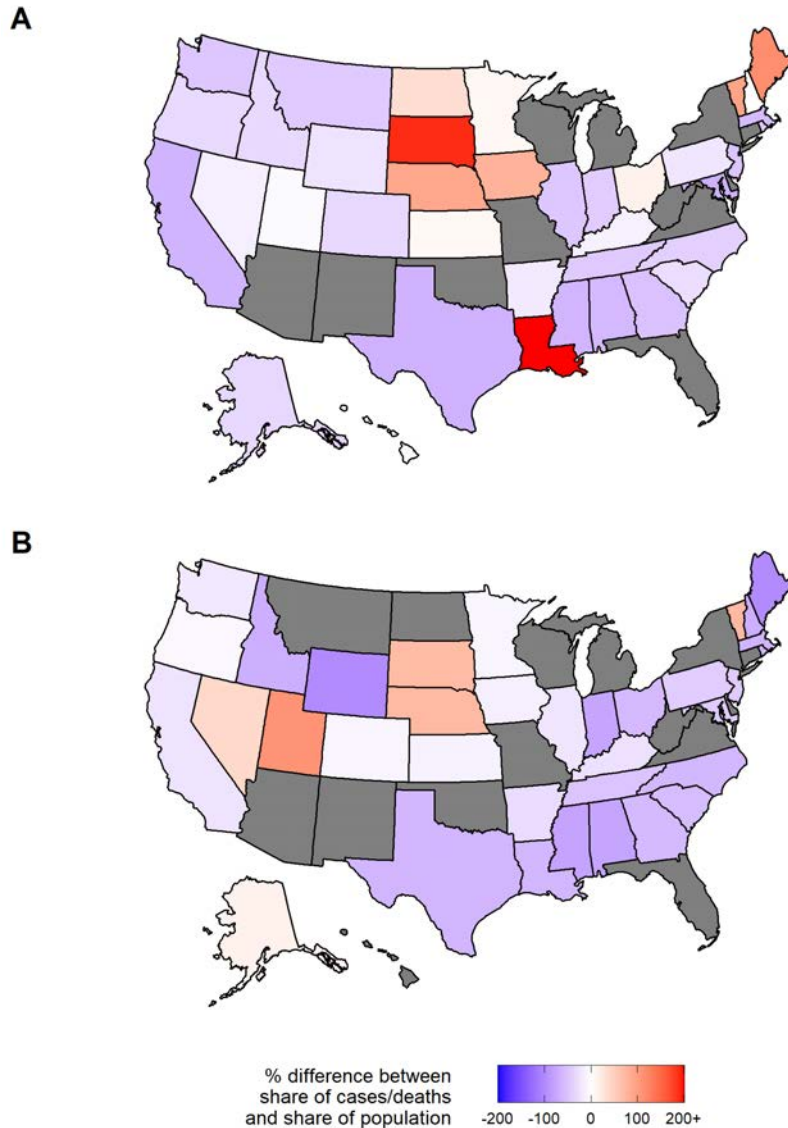 A
B
% difference between
share of cases/deaths
and share of population
-200 -100 0 100 200+